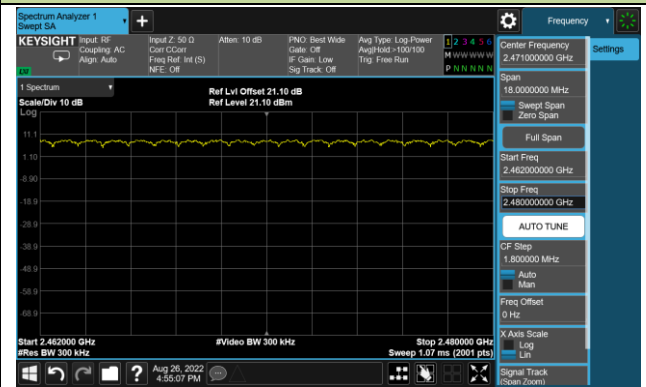 Spectrum Analyzer 1
Swept SA
Frequency
KEYSIGHT
Input: RF
Coupling: AC
Align: Auto
Input Z: 50 Ω
Corr CCorr
Freq Ref: Int (S)
NFE: Off
Atten: 10 dB
PNO: Best Wide
Gate: Off
IF Gain: Low
Sig Track: Off
Avg Type: Log-Power
Avg|Hold:>100/100
Trig: Free Run
1 2 3 4 5 6
M W W W W W
P N N N N N
Center Frequency
2.471000000 GHz
Settings
Span
18.0000000 MHz
Swept Span
Zero Span
Full Span
Start Freq
2.462000000 GHz
Stop Freq
2.480000000 GHz
AUTO TUNE
CF Step
1.800000 MHz
Auto
Man
Freq Offset
0 Hz
X Axis Scale
Log
Lin
Signal Track
(Span Zoom)
1 Spectrum
Scale/Div 10 dB
Ref Lvl Offset 21.10 dB
Ref Level 21.10 dBm
Log
11.1
1.10
-8.90
-18.9
-28.9
-38.9
-48.9
-58.9
-68.9
Start 2.462000 GHz
#Res BW 300 kHz
#Video BW 300 kHz
Stop 2.480000 GHz
Sweep 1.07 ms (2001 pts)
Aug 26, 2022
4:55:07 PM